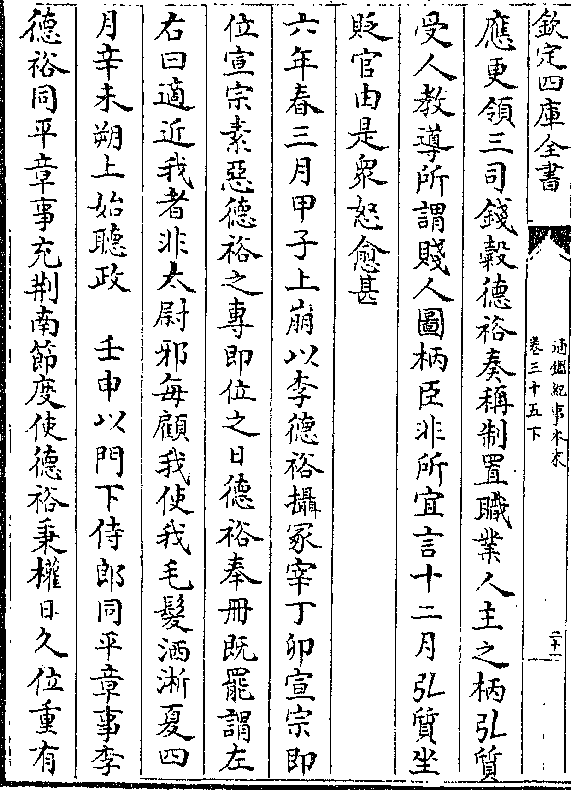 欽定四庫全書
通鑑紀事本末
卷三十五下
二十一
應更領三司錢穀德裕奏稱制置職業人主之柄弘質
受人教導所謂賤人圖柄臣非所宜言十二月弘質坐
貶官由是衆怒愈甚
六年春三月甲子上崩以李德裕攝冢宰丁卯宣宗即
位宣宗素惡德裕之專即位之日德裕奉冊既罷謂左
右曰適近我者非太尉邪每顧我使我毛髮洒淅夏四
月辛未朔上始聽政　壬申以門下侍郎同平章事李
德裕同平章事充荆南節度使德裕秉權日久位重有